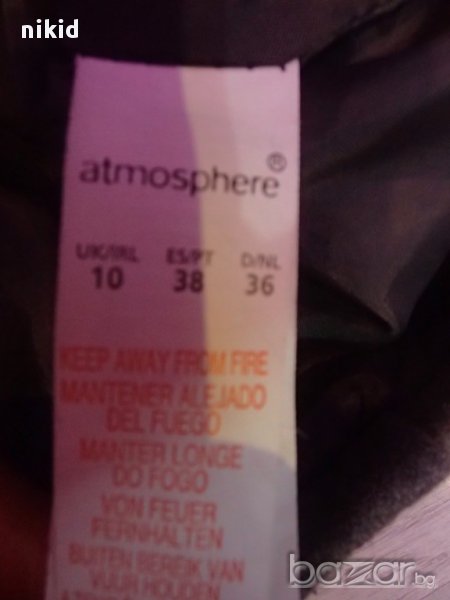 nikid
atmosphere®
UK/IRL ES/PT D/NL
10 38 36
KEEP AWAY FROM FIRE
MANTENER ALEJADO
DEL FUEGO
MANTER LONGE
DO FOGO
VON FEUER
FERNHALTEN
BUITEN BEREIK VAN
VUUR HOUDEN
bazar.bg